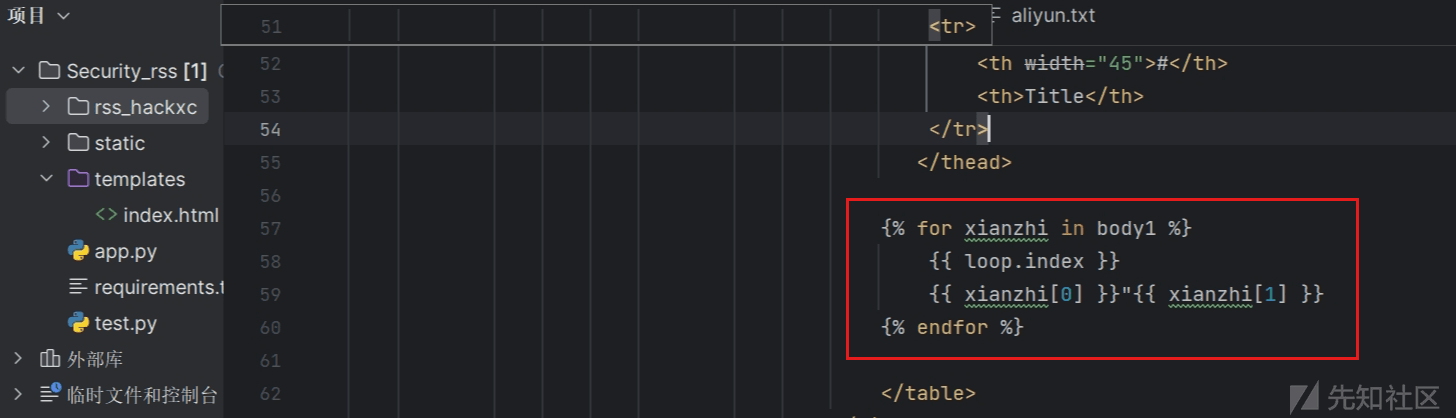 项目
aliyun.txt
Security_rss [1]
rss_hackxc
static
templates
index.html
app.py
requirements.t
test.py
外部库
临时文件和控制台
51 <tr>
52 <th width="45">#</th>
53 <th>Title</th>
54 </tr>
55 </thead>
56
57 {% for xianzhi in body1 %}
58 {{ loop.index }}
59 {{ xianzhi[0] }}"{{ xianzhi[1] }}
60 {% endfor %}
61
62 </table>
先知社区